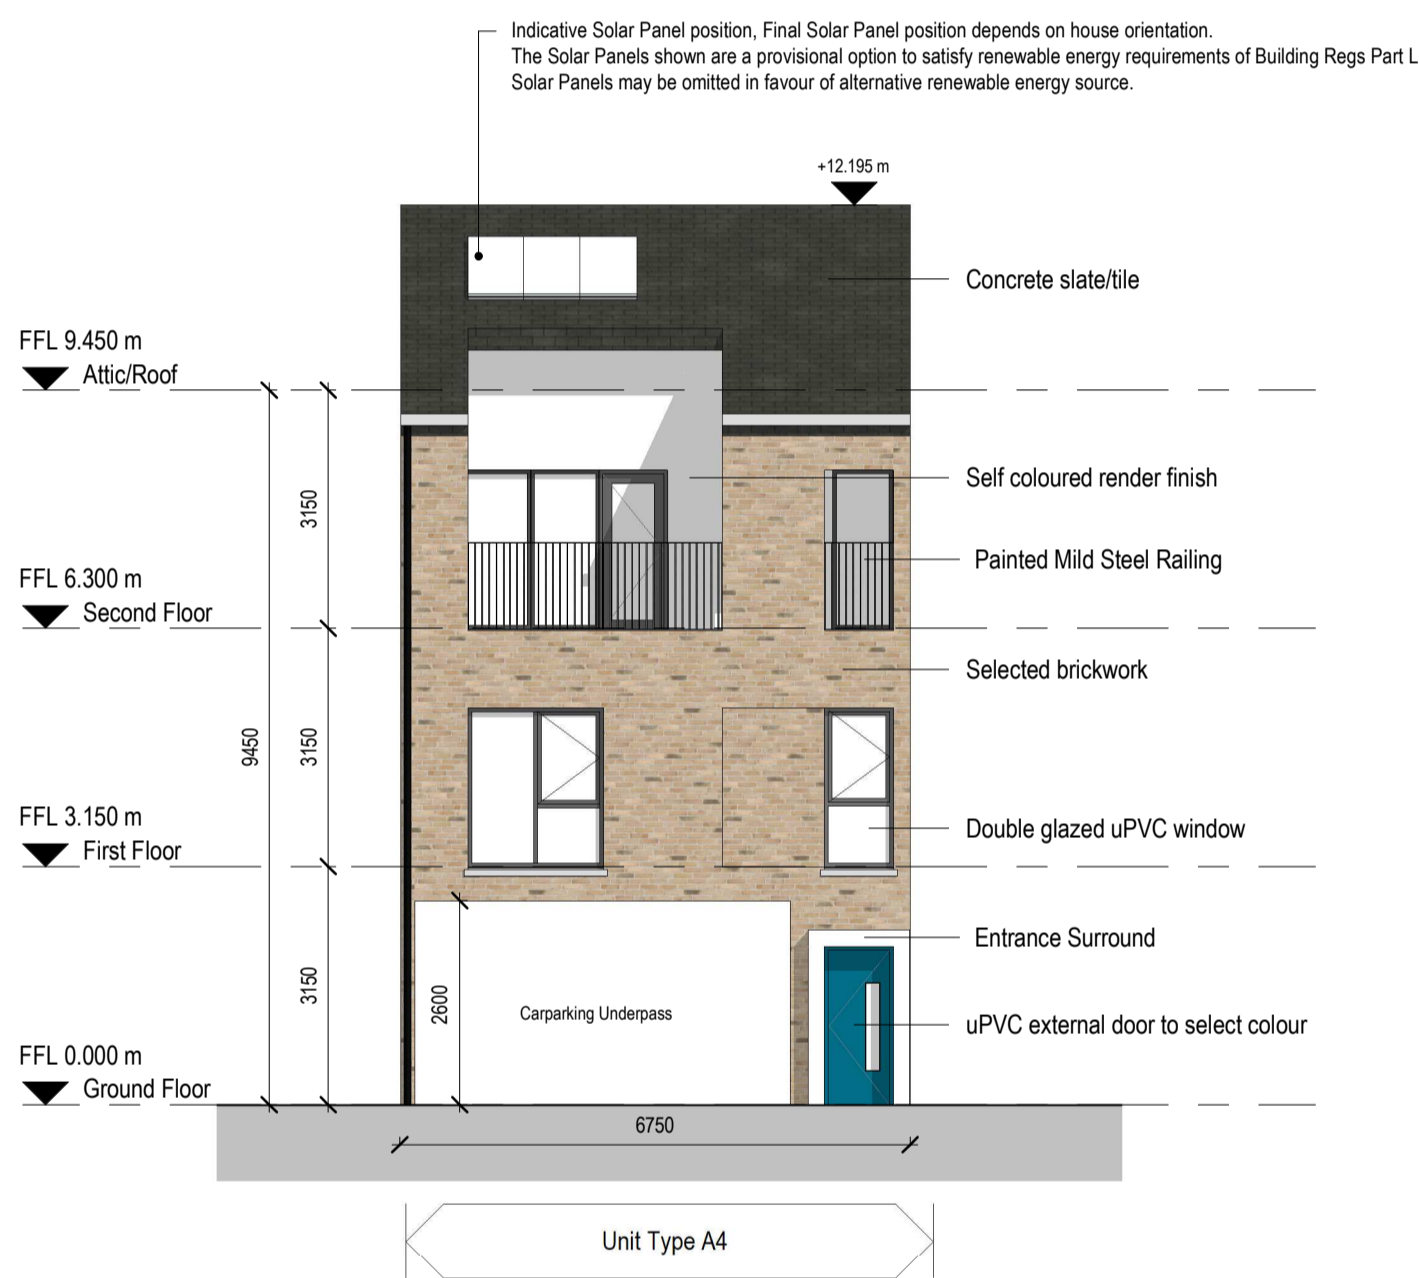 Indicative Solar Panel position, Final Solar Panel position depends on house orientation.
The Solar Panels shown are a provisional option to satisfy renewable energy requirements of Building Regs Part L
Solar Panels may be omitted in favour of alternative renewable energy source.
+12.195 m
Concrete slate/tile
FFL 9.450 m
Attic/Roof
Self coloured render finish
3150
Painted Mild Steel Railing
FFL 6.300 m
Second Floor
Selected brickwork
9450
3150
FFL 3.150 m
First Floor
Double glazed uPVC window
Entrance Surround
3150
2600
Carparking Underpass
uPVC external door to select colour
FFL 0.000 m
Ground Floor
6750
Unit Type A4